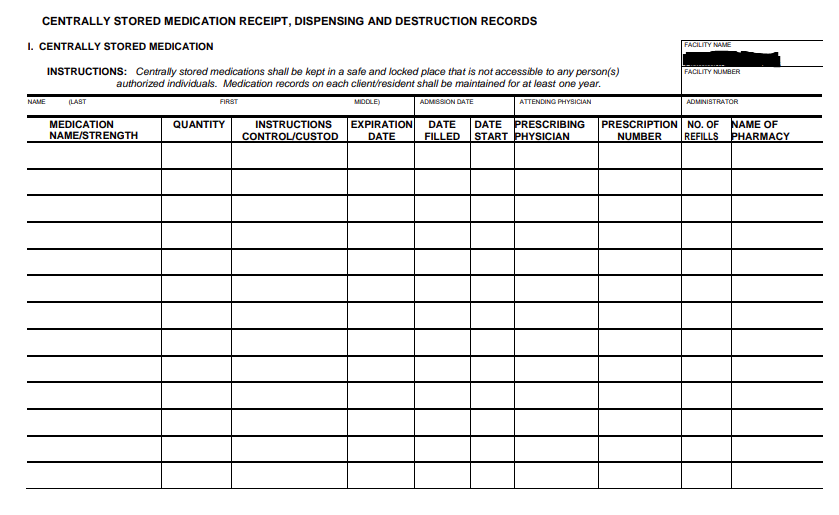 CENTRALLY STORED MEDICATION RECEIPT, DISPENSING AND DESTRUCTION RECORDS
I. CENTRALLY STORED MEDICATION
FACILITY NAME
INSTRUCTIONS: Centrally stored medications shall be kept in a safe and locked place that is not accessible to any person(s)
authorized individuals. Medication records on each client/resident shall be maintained for at least one year.
FACILITY NUMBER
NAME (LAST FIRST MIDDLE) ADMISSION DATE ATTENDING PHYSICIAN ADMINISTRATOR
MEDICATION QUANTITY INSTRUCTIONS EXPIRATION DATE DATE PRESCRIBING PRESCRIPTION NO. OF NAME OF
NAME/STRENGTH CONTROL/CUSTOD DATE FILLED START PHYSICIAN NUMBER REFILLS PHARMACY